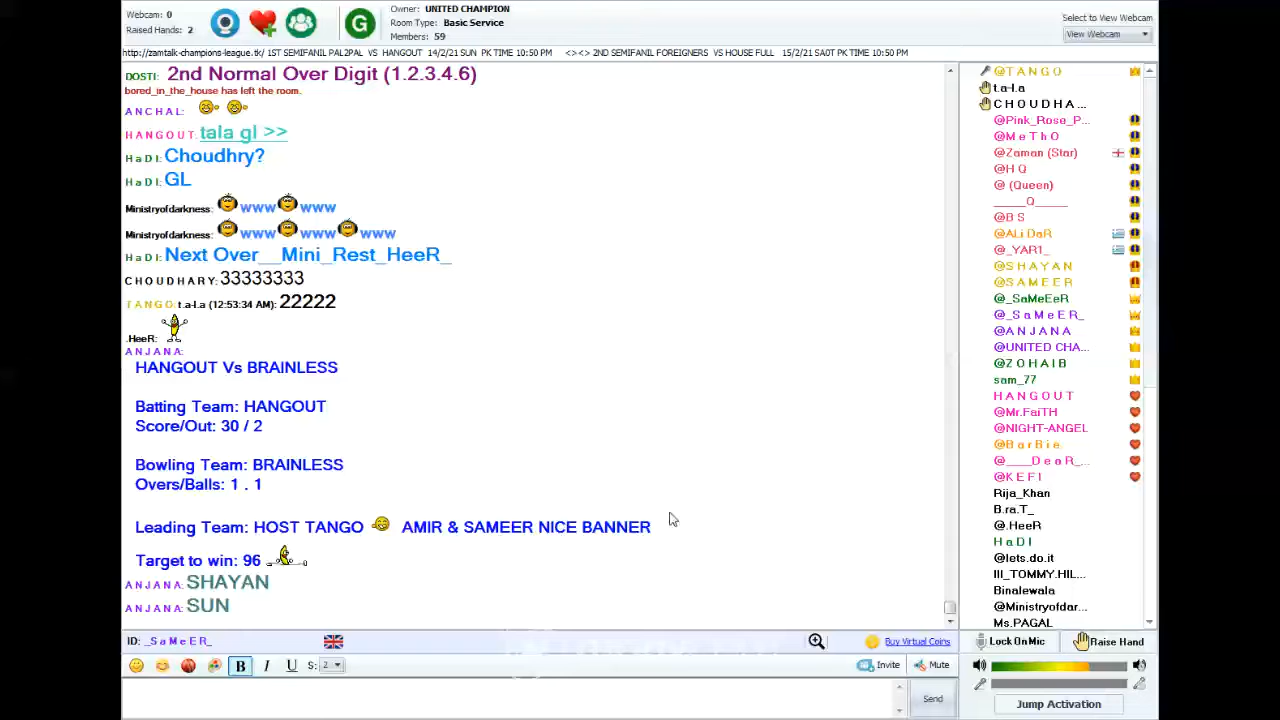 Webcam: 0
Raised Hands: 2
G
Owner: UNITED CHAMPION
Room Type: Basic Service
Members: 59
Select to View Webcam
View Webcam
http://zamtalk-champions-league.tk/ 1ST SEMIFANIL PAL2PAL VS HANGOUT 14/2/21 SUN PK TIME 10:50 PM <><> 2ND SEMIFANIL FOREIGNERS VS HOUSE FULL 15/2/21 SA0T PK TIME 10:50 PM
DOSTI: 2nd Normal Over Digit (1.2.3.4.6)
bored_in_the_house has left the room.
ANCHAL:
HANGOUT: tala gl >>
HaDI: Choudhry?
HaDI: GL
Ministryofdarkness: www www
Ministryofdarkness: www www www
HaDI: Next Over__Mini_Rest_HeeR_
CHOUDHARY: 33333333
TANGO: t.a-l.a (12:53:34 AM): 22222
.HeeR:
ANJANA:
HANGOUT Vs BRAINLESS
Batting Team: HANGOUT
Score/Out: 30 / 2
Bowling Team: BRAINLESS
Overs/Balls: 1 . 1
Leading Team: HOST TANGO AMIR & SAMEER NICE BANNER
Target to win: 96
ANJANA: SHAYAN
ANJANA: SUN
@TANGO
t.a-l.a
CHOUDHA...
@Pink_Rose_P...
@MeThO
@Zaman (Star)
@HQ
@ (Queen)
_____Q_____
@BS
@ALi DaR
@_YAR1_
@SHAYAN
@SAMEER
@_SaMeEeR
@_SaMeER_
@ANJANA
@UNITED CHA...
@ZOHAIB
sam_77
HANGOUT
@Mr.FaiTH
@NIGHT-ANGEL
@BarBie
@____DeaR_...
@KEFI
Rija_Khan
B.ra.T_
@.HeeR
HaDI
@lets.do.it
III_TOMMY.HIL...
Binalewala
@Ministryofdar...
Ms.PAGAL
ID: _SaMeER_
Buy Virtual Coins
Lock On Mic
Raise Hand
B I U S: 2
Invite
Mute
Send
Jump Activation